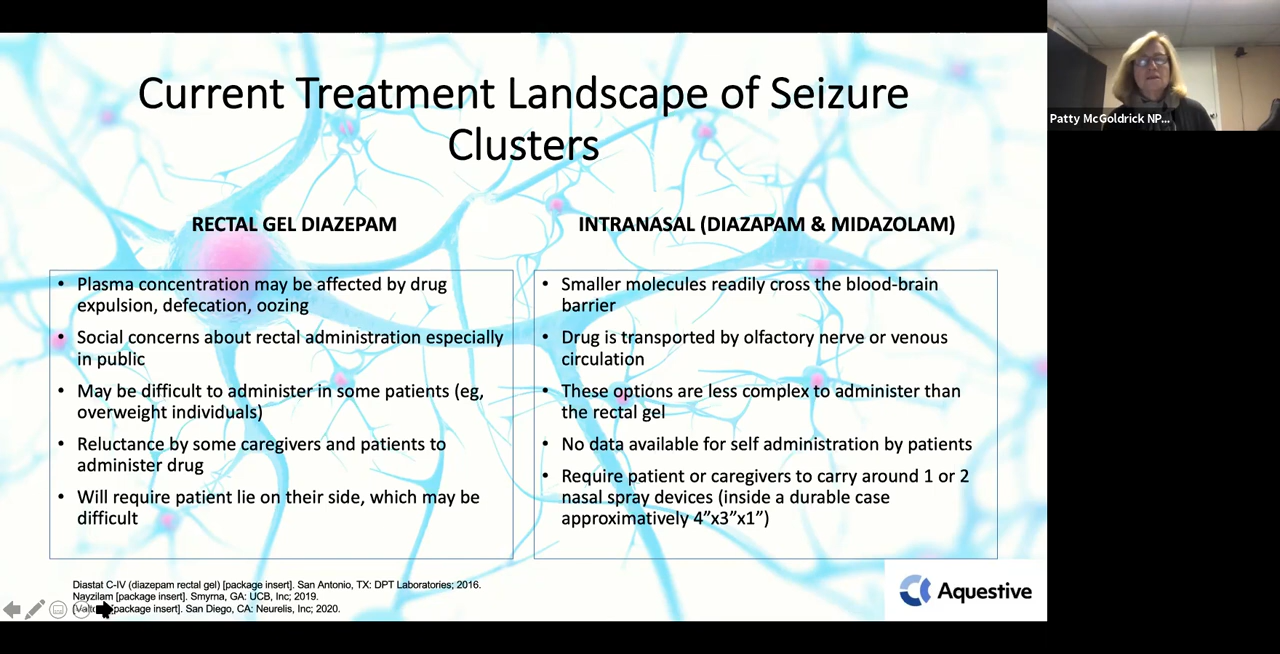 Current Treatment Landscape of Seizure
Clusters
RECTAL GEL DIAZEPAM
• Plasma concentration may be affected by drug
expulsion, defecation, oozing
• Social concerns about rectal administration especially
in public
• May be difficult to administer in some patients (eg,
overweight individuals)
• Reluctance by some caregivers and patients to
administer drug
• Will require patient lie on their side, which may be
difficult
INTRANASAL (DIAZAPAM & MIDAZOLAM)
• Smaller molecules readily cross the blood-brain
barrier
• Drug is transported by olfactory nerve or venous
circulation
• These options are less complex to administer than
the rectal gel
• No data available for self administration by patients
• Require patient or caregivers to carry around 1 or 2
nasal spray devices (inside a durable case
approximatively 4”x3”x1”)
Diastat C-IV (diazepam rectal gel) [package insert]. San Antonio, TX: DPT Laboratories; 2016.
Nayzilam [package insert]. Smyrna, GA: UCB, Inc; 2019.
[package insert]. San Diego, CA: Neurelis, Inc; 2020.
Aquestive
Patty McGoldrick NP...